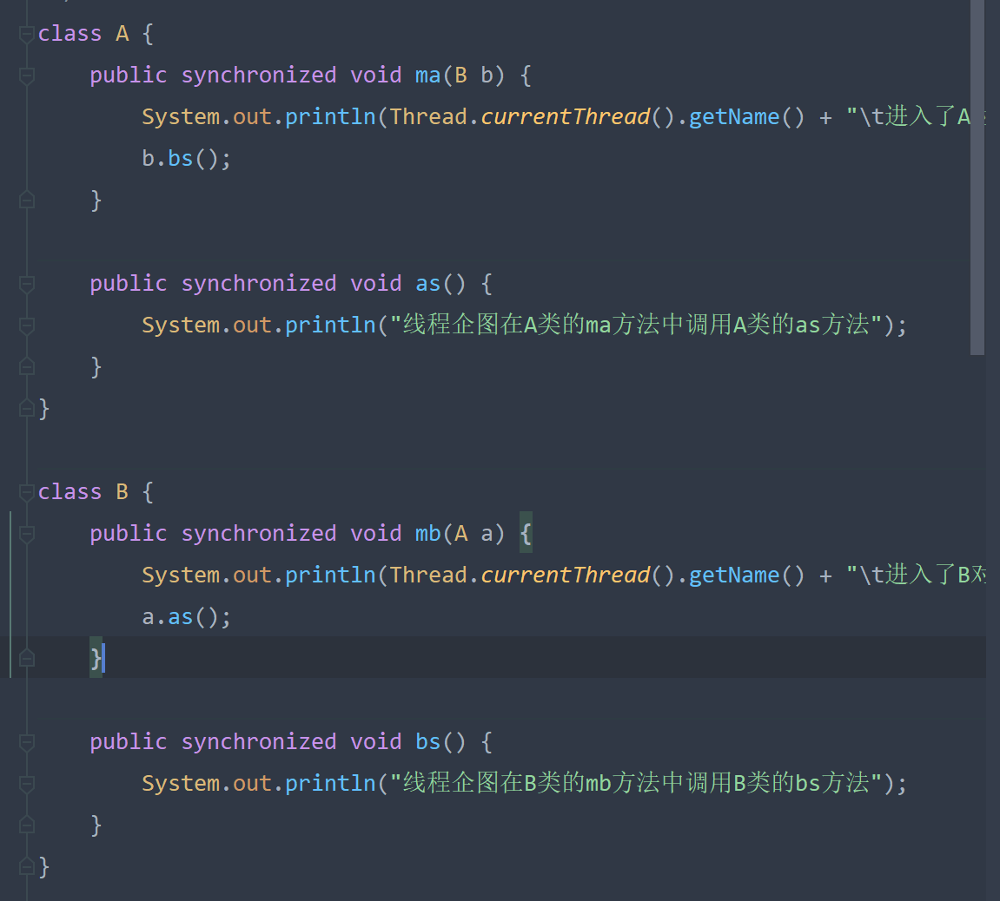 class A {
public synchronized void ma(B b) {
System.out.println(Thread.currentThread().getName() + "\t进入了A
b.bs();
}
public synchronized void as() {
System.out.println("线程企图在A类的ma方法中调用A类的as方法");
}
}
class B {
public synchronized void mb(A a) {
System.out.println(Thread.currentThread().getName() + "\t进入了B对
a.as();
}
public synchronized void bs() {
System.out.println("线程企图在B类的mb方法中调用B类的bs方法");
}
}